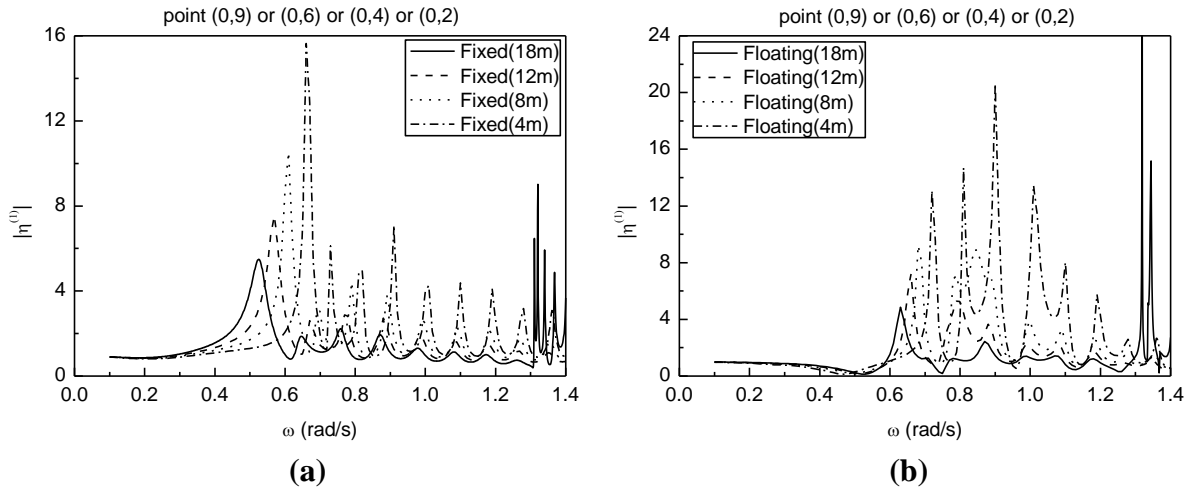 point (0,9) or (0,6) or (0,4) or (0,2)
16
12
8
4
0
|η⁽¹⁾|
Fixed(18m)
Fixed(12m)
Fixed(8m)
Fixed(4m)
0.0 0.2 0.4 0.6 0.8 1.0 1.2 1.4
ω (rad/s)
(a)
point (0,9) or (0,6) or (0,4) or (0,2)
24
20
16
12
8
4
0
|η⁽¹⁾|
Floating(18m)
Floating(12m)
Floating(8m)
Floating(4m)
0.0 0.2 0.4 0.6 0.8 1.0 1.2 1.4
ω (rad/s)
(b)